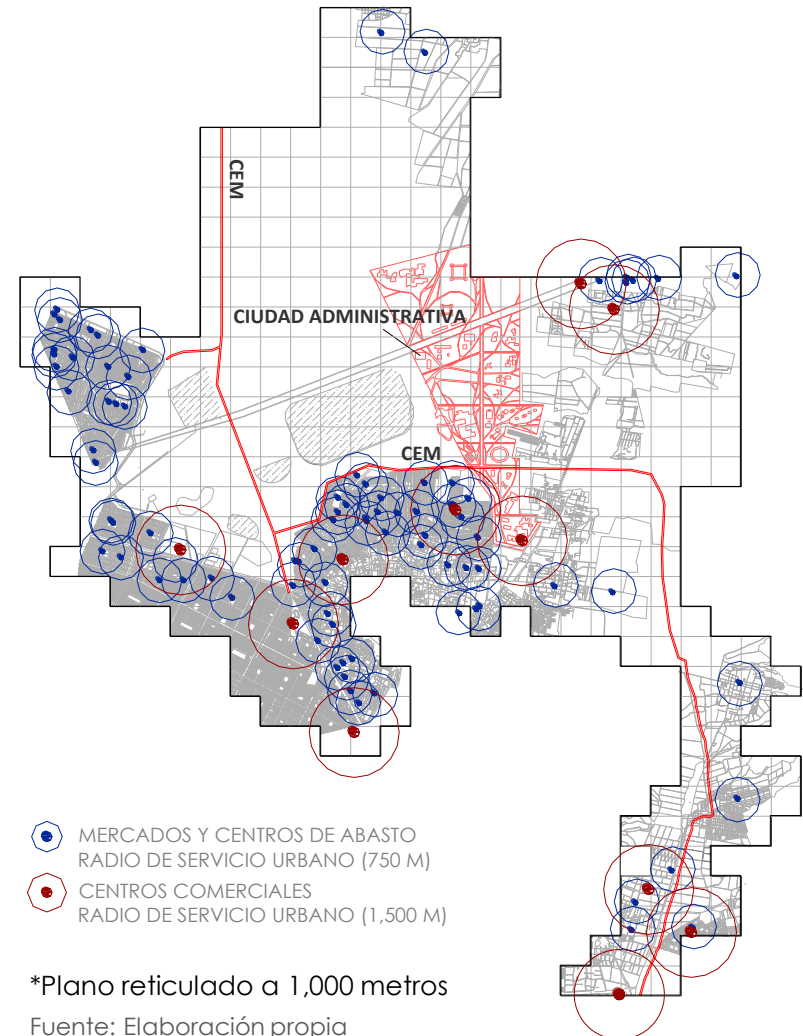 CEM
CIUDAD ADMINISTRATIVA
CEM
MERCADOS Y CENTROS DE ABASTO
RADIO DE SERVICIO URBANO (750 M)
CENTROS COMERCIALES
RADIO DE SERVICIO URBANO (1,500 M)
*Plano reticulado a 1,000 metros
Fuente: Elaboración propia